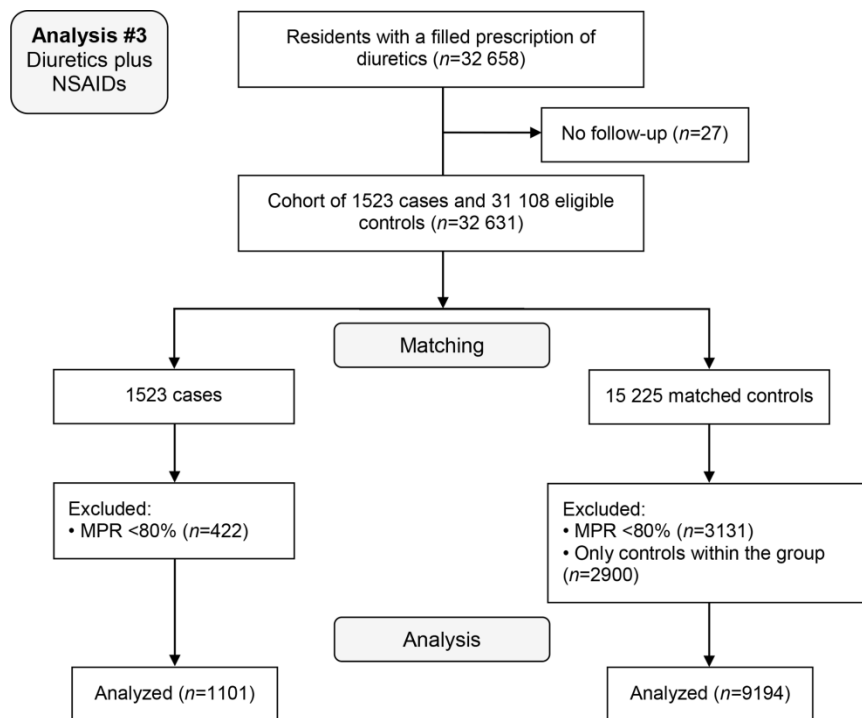 Analysis #3
Diuretics plus
NSAIDs
Residents with a filled prescription of
diuretics (n=32 658)
No follow-up (n=27)
Cohort of 1523 cases and 31 108 eligible
controls (n=32 631)
Matching
1523 cases
15 225 matched controls
Excluded:
• MPR <80% (n=422)
Excluded:
• MPR <80% (n=3131)
• Only controls within the group
(n=2900)
Analysis
Analyzed (n=1101)
Analyzed (n=9194)